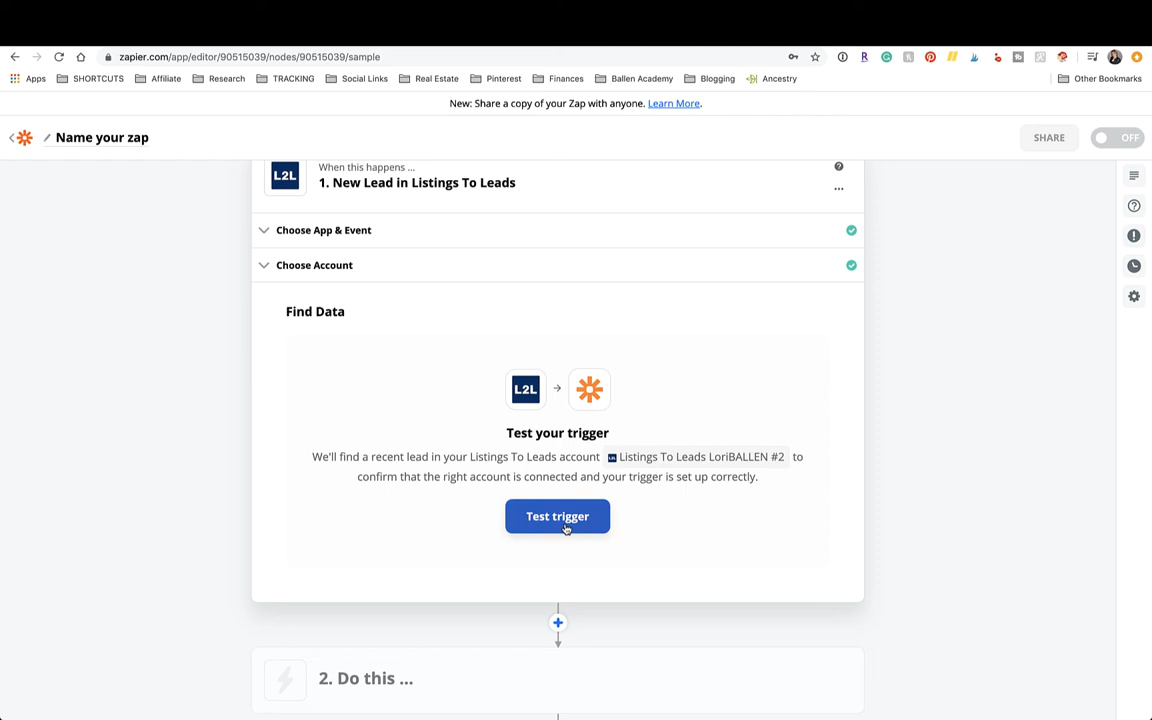 zapier.com/app/editor/90515039/nodes/90515039/sample
Apps SHORTCUTS Affiliate Research TRACKING Social Links Real Estate Pinterest Finances Ballen Academy Blogging Ancestry Other Bookmarks
New: Share a copy of your Zap with anyone. Learn More.
Name your zap SHARE OFF
L2L When this happens ...
1. New Lead in Listings To Leads
Choose App & Event
Choose Account
Find Data
L2L
Test your trigger
We'll find a recent lead in your Listings To Leads account Listings To Leads LoriBALLEN #2 to
confirm that the right account is connected and your trigger is set up correctly.
Test trigger
2. Do this ...